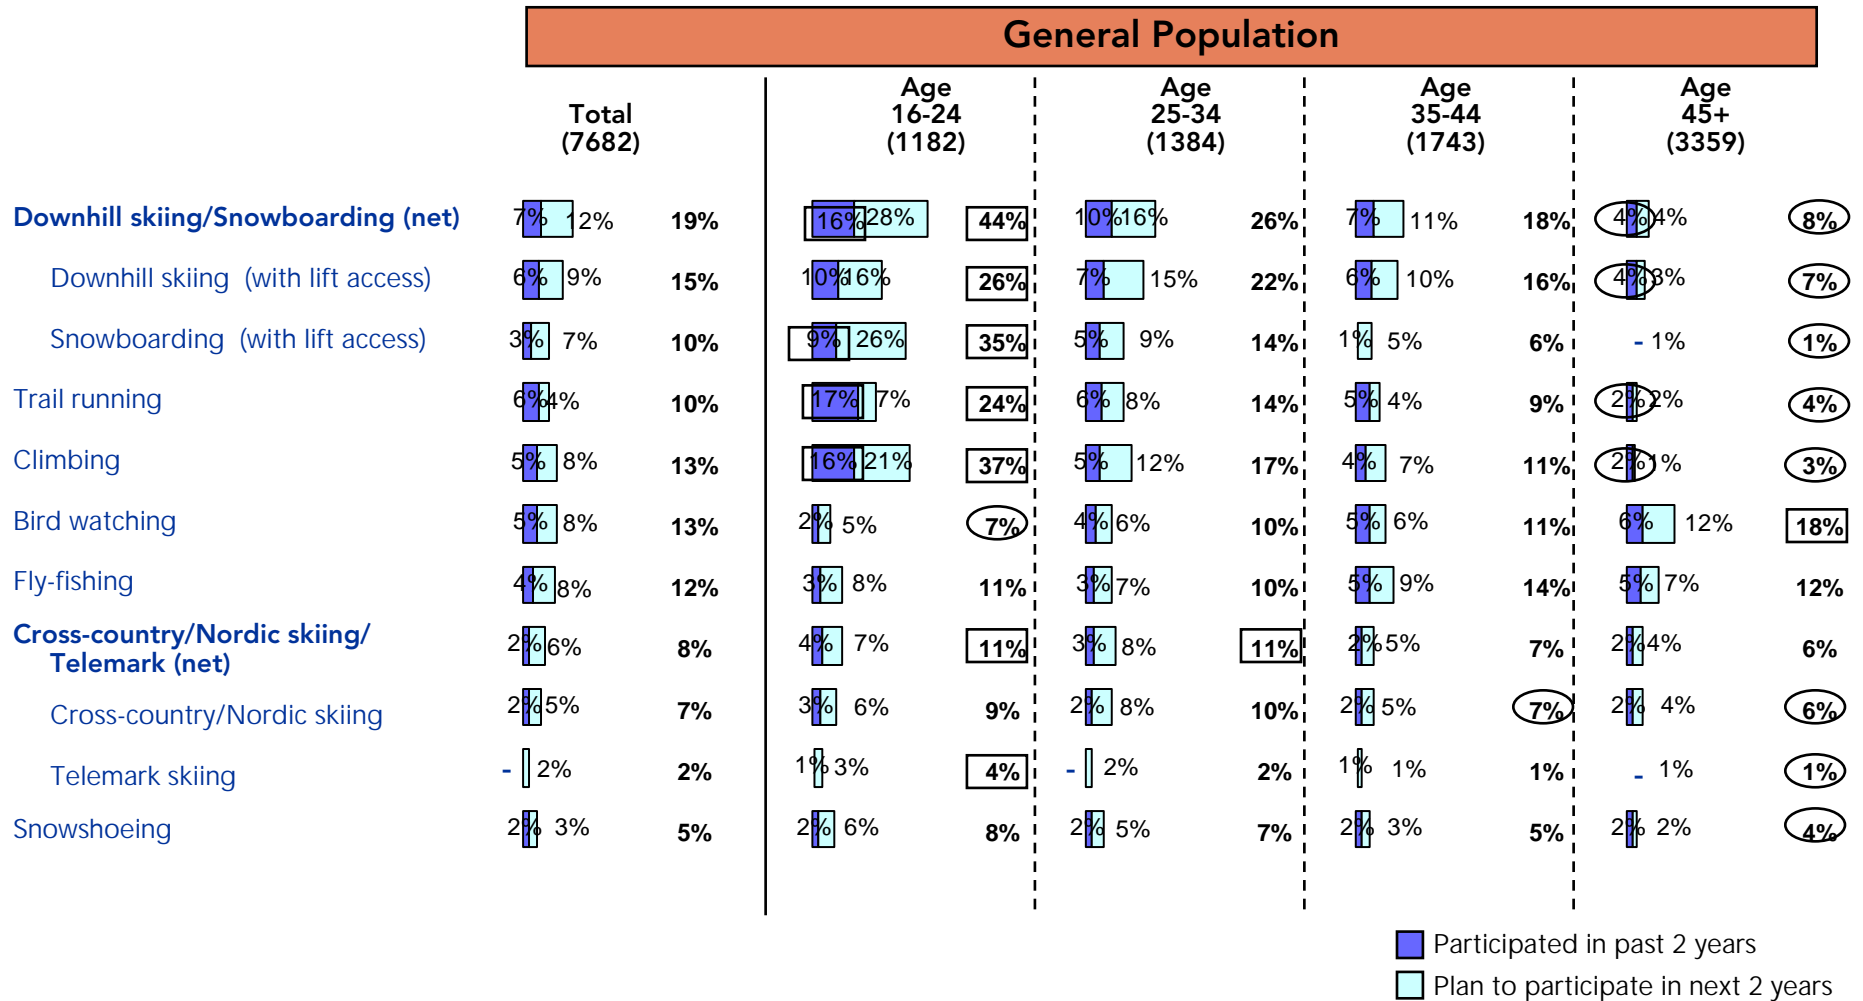 General Population
Total
(7682)
Age
16-24
(1182)
Age
25-34
(1384)
Age
35-44
(1743)
Age
45+
(3359)
Downhill skiing/Snowboarding (net) 7% 12% 19% 16% 28% 44% 10% 16% 26% 7% 11% 18% 4% 4% 8%
Downhill skiing (with lift access) 6% 9% 15% 10% 16% 26% 7% 15% 22% 6% 10% 16% 4% 3% 7%
Snowboarding (with lift access) 3% 7% 10% 9% 26% 35% 5% 9% 14% 1% 5% 6% - 1% 1%
Trail running 6% 4% 10% 17% 7% 24% 6% 8% 14% 5% 4% 9% 2% 2% 4%
Climbing 5% 8% 13% 16% 21% 37% 5% 12% 17% 4% 7% 11% 2% 1% 3%
Bird watching 5% 8% 13% 2% 5% 7% 4% 6% 10% 5% 6% 11% 6% 12% 18%
Fly-fishing 4% 8% 12% 3% 8% 11% 3% 7% 10% 5% 9% 14% 5% 7% 12%
Cross-country/Nordic skiing/
Telemark (net) 2% 6% 8% 4% 7% 11% 3% 8% 11% 2% 5% 7% 2% 4% 6%
Cross-country/Nordic skiing 2% 5% 7% 3% 6% 9% 2% 8% 10% 2% 5% 7% 2% 4% 6%
Telemark skiing - 2% 2% 1% 3% 4% - 2% 2% 1% 1% 1% - 1% 1%
Snowshoeing 2% 3% 5% 2% 6% 8% 2% 5% 7% 2% 3% 5% 2% 2% 4%
Participated in past 2 years
Plan to participate in next 2 years